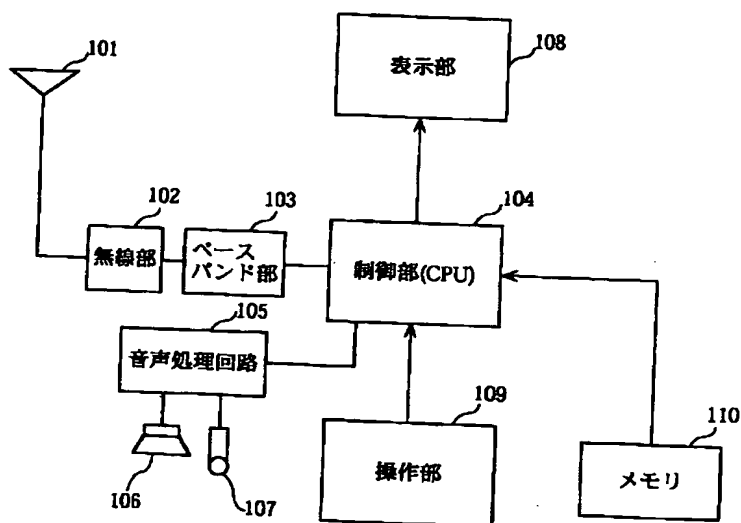 101
108
表示部
102
103
104
無線部
ベース
バンド部
制御部(CPU)
105
音声処理回路
109
110
106
107
操作部
メモリ